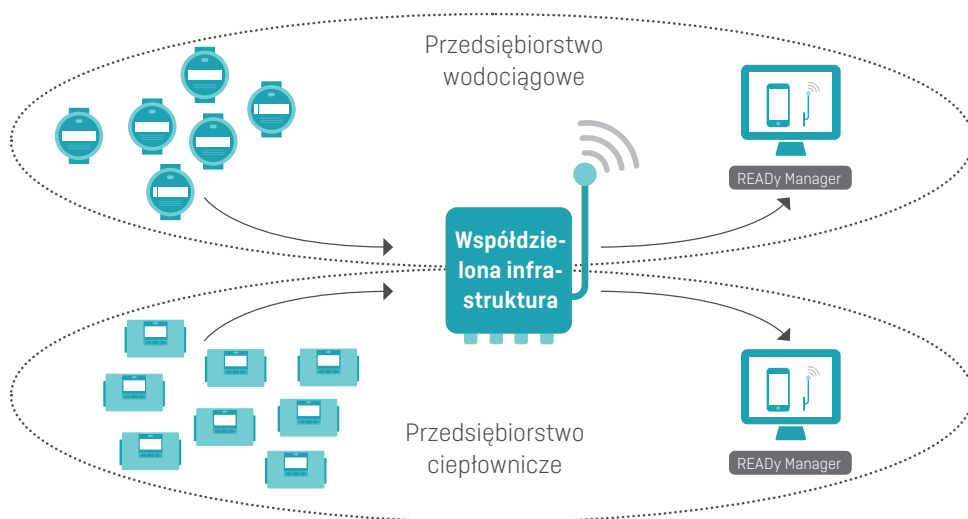 Przedsiębiorstwo
wodociągowe
READy Manager
Współdzie-
lona infra-
struktura
Przedsiębiorstwo
ciepłownicze
READy Manager